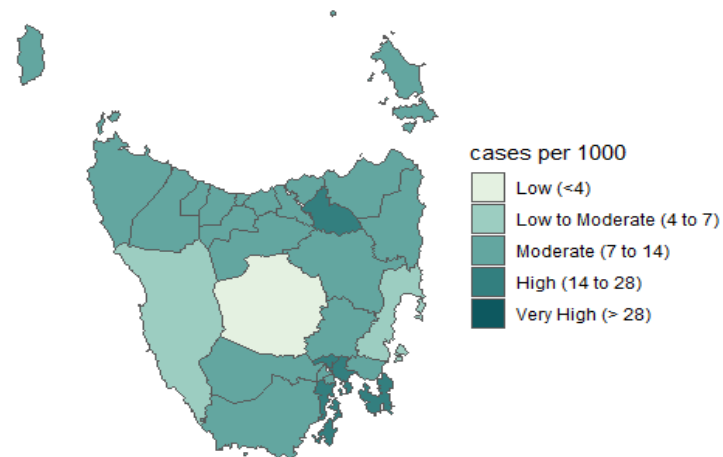 cases per 1000
Low (<4)
Low to Moderate (4 to 7)
Moderate (7 to 14)
High (14 to 28)
Very High (> 28)